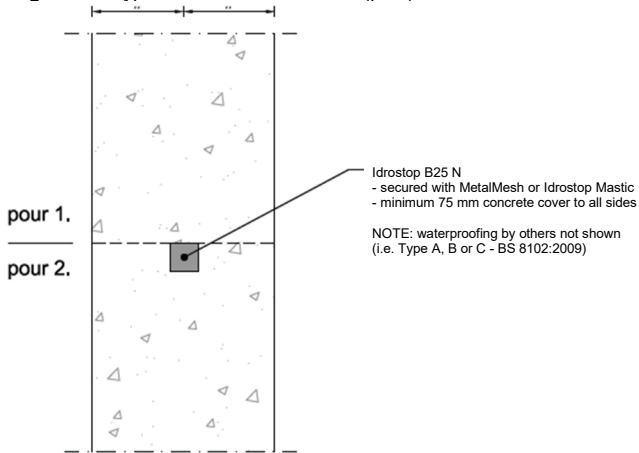 pour 1.
pour 2.
Idrostop B25 N
- secured with MetalMesh or Idrostop Mastic
- minimum 75 mm concrete cover to all sides
NOTE: waterproofing by others not shown
(i.e. Type A, B or C - BS 8102:2009)